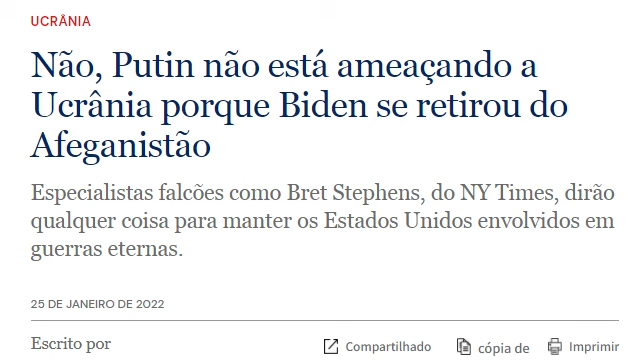 UCRÂNIA
Não, Putin não está ameaçando a
Ucrânia porque Biden se retirou do
Afeganistão
Especialistas falcões como Bret Stephens, do NY Times, dirão
qualquer coisa para manter os Estados Unidos envolvidos em
guerras eternas.
25 DE JANEIRO DE 2022
Escrito por
Compartilhado
cópia de
Imprimir